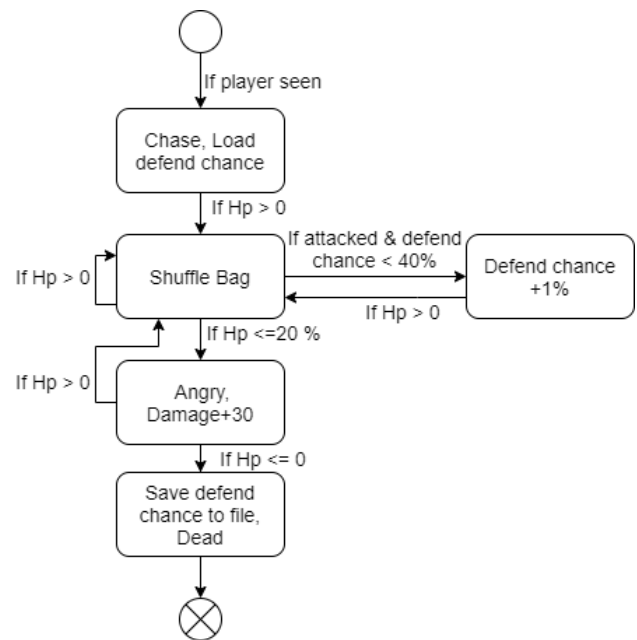 If player seen
Chase, Load
defend chance
If Hp > 0
If attacked & defend
chance < 40%
If Hp > 0
Shuffle Bag
Defend chance
+1%
If Hp > 0
If Hp <=20 %
If Hp > 0
Angry,
Damage+30
If Hp <= 0
Save defend
chance to file,
Dead